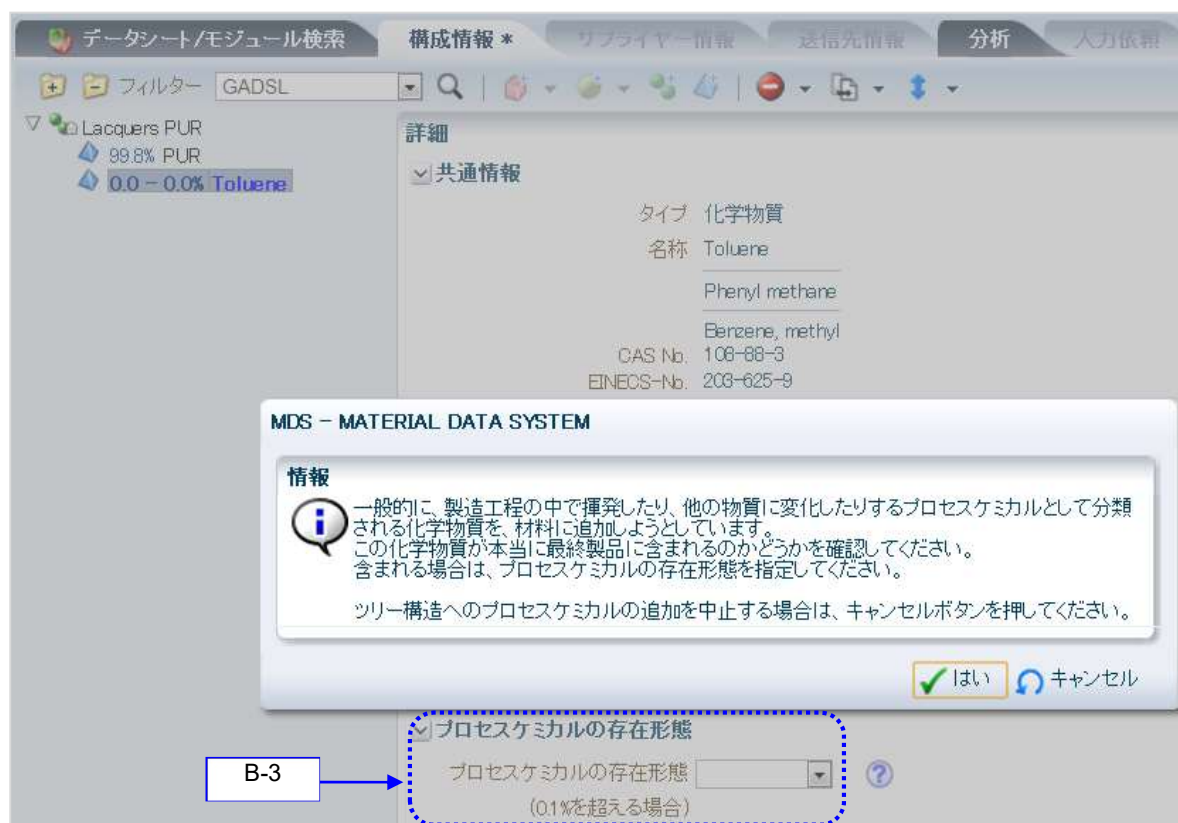 データシート/モジュール検索 構成情報 * サプライヤー情報 送信先情報 分析 入力依頼
フィルター GADSL
Lacquers PUR
99.8% PUR
0.0 - 0.0% Toluene
詳細
共通情報
タイプ 化学物質
名称 Toluene
Phenyl methane
Benzene, methyl
CAS No. 108-88-3
EINECS-No. 203-625-9
MDS - MATERIAL DATA SYSTEM
情報
一般的に、製造工程の中で揮発したり、他の物質に変化したりするプロセスケミカルとして分類
される化学物質を、材料に追加しようとしています。
この化学物質が本当に最終製品に含まれるのかどうかを確認してください。
含まれる場合は、プロセスケミカルの存在形態を指定してください。
ツリー構造へのプロセスケミカルの追加を中止する場合は、キャンセルボタンを押してください。
はい キャンセル
プロセスケミカルの存在形態
B-3
プロセスケミカルの存在形態
(0.1%を超える場合)